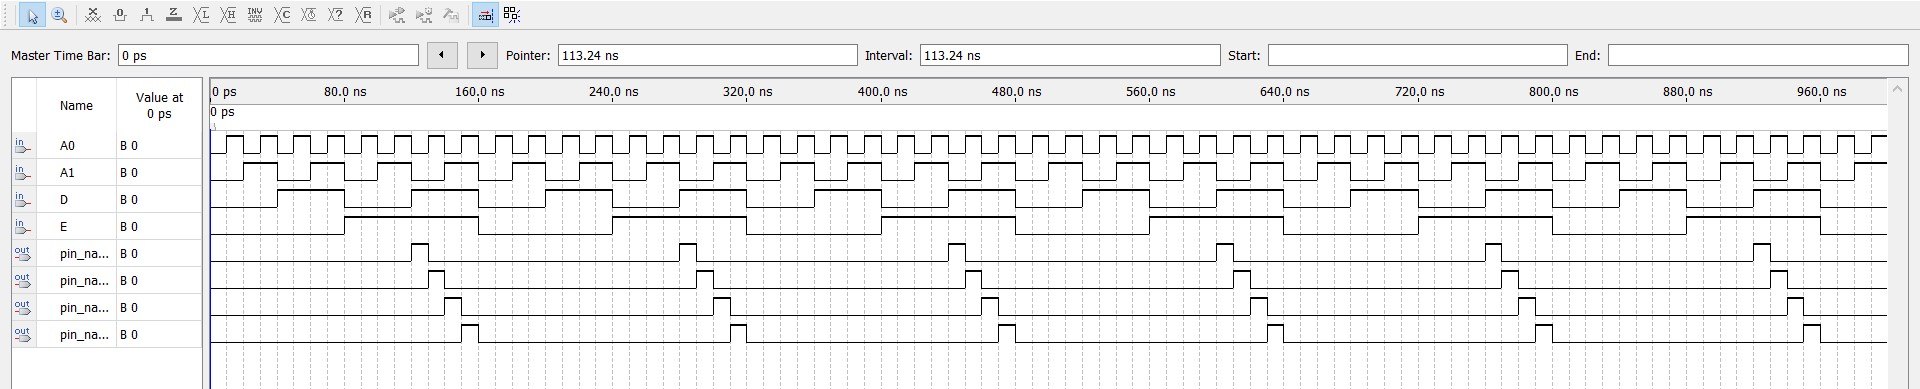 Master Time Bar: 0 ps Pointer: 113.24 ns Interval: 113.24 ns Start: End:
Name Value at 0 ps
0 ps 80.0 ns 160.0 ns 240.0 ns 320.0 ns 400.0 ns 480.0 ns 560.0 ns 640.0 ns 720.0 ns 800.0 ns 880.0 ns 960.0 ns
0 ps
in A0 B 0
in A1 B 0
in D B 0
in E B 0
out pin_na... B 0
out pin_na... B 0
out pin_na... B 0
out pin_na... B 0